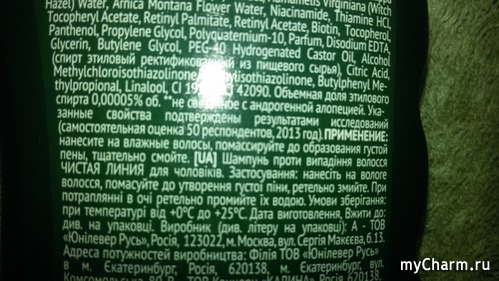 Hazel) Water, Arnica Montana Flower Water, Niacinamide, Thiamine HCl,
Tocopheryl Acetate, Retinyl Palmitate, Retinyl Acetate, Biotin, Tocopherol,
Panthenol, Propylene Glycol, Polyquaternium-10, Parfum, Disodium EDTA,
Glycerin, Butylene Glycol, PEG-40 Hydrogenated Castor Oil, Alcohol
(спирт этиловый ректификованный из пищевого сырья), Citric Acid,
Methylchloroisothiazolinone, Butylphenyl Me-
thylpropional, Linalool, CI 42090. Объемная доля этилового
спирта 0,00005% об. **не связанное с андрогенной алопецией. Ука-
занные свойства подтверждены результатами исследований
(самостоятельная оценка 50 респондентов, 2013 год). ПРИМЕНЕНИЕ:
нанесите на влажные волосы, помассируйте до образования густой
пены, тщательно смойте. [UA] Шампунь проти випадіння волосся
ЧИСТАЯ ЛИНИЯ для чоловіків. Застосування: нанесіть на вологе
волосся, помасуйте до утворення густої піни, ретельно змийте. При
потраплянні в очі ретельно промийте їх водою. Умови зберігання:
при температурі від +0°С до +25°С. Дата виготовлення, Вжити до:
див. на упаковці. Виробник (див. літеру на упаковці): А - ТОВ
«Юнілевер Русь», Росія, 123022, м. Москва, вул. Сергія Макеєва, б.13.
Адреса потужностей виробництва: Філія ТОВ «Юнілевер Русь»
в м. Єкатеринбург, Росія, 620138, м. Єкатеринбург,
myCharm.ru